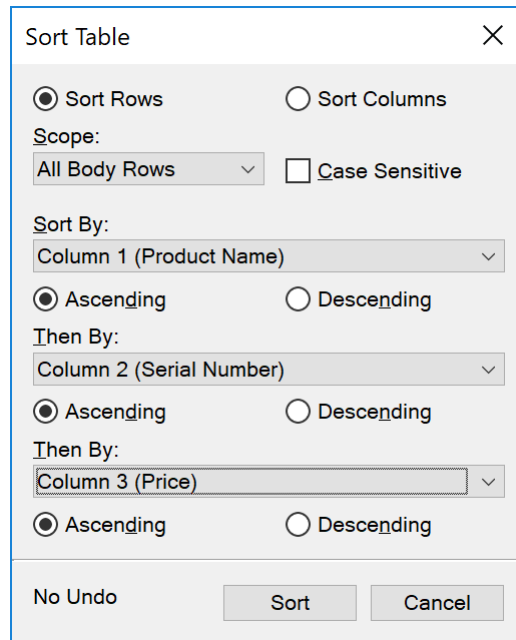 Sort Table
Sort Rows Sort Columns
Scope:
All Body Rows Case Sensitive
Sort By:
Column 1 (Product Name)
Ascending Descending
Then By:
Column 2 (Serial Number)
Ascending Descending
Then By:
Column 3 (Price)
Ascending Descending
No Undo Sort Cancel